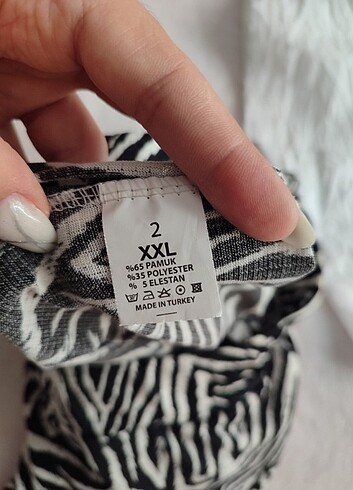 2
XXL
%65 PAMUK
%35 POLYESTER
% 5 ELESTAN
MADE IN TURKEY